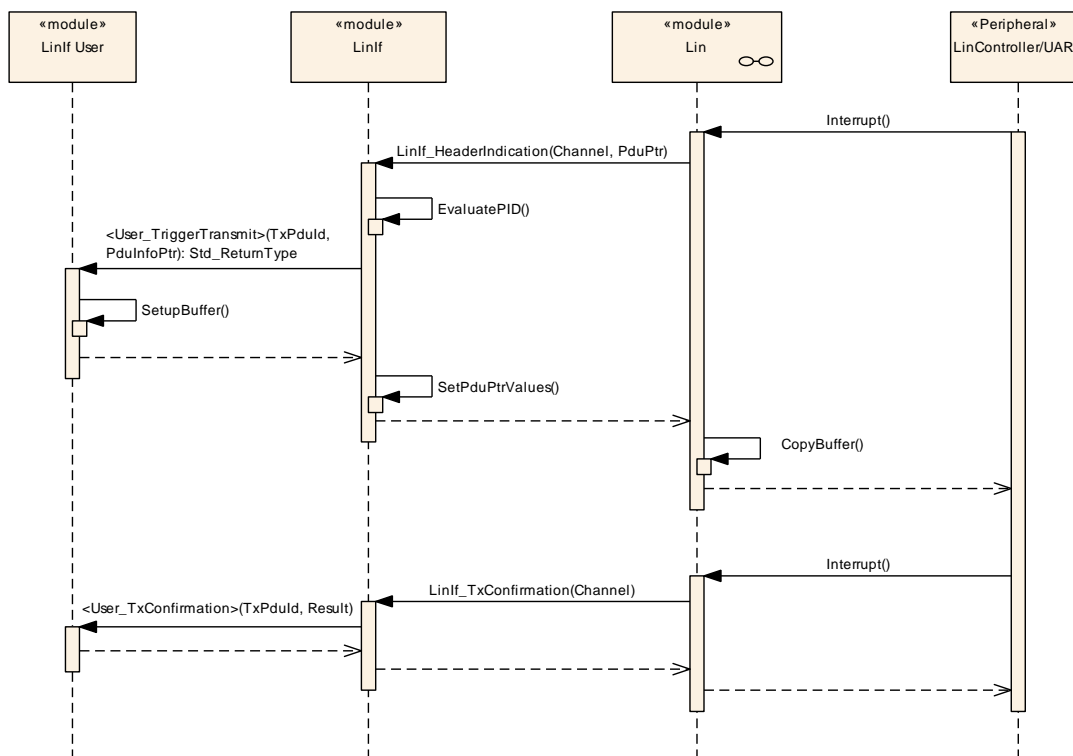 «module»
LinIf User
«module»
LinIf
«module»
Lin
«Peripheral»
LinController/UAR
Interrupt()
LinIf_HeaderIndication(Channel, PduPtr)
EvaluatePID()
<User_TriggerTransmit>(TxPduId,
PduInfoPtr): Std_ReturnType
SetupBuffer()
SetPduPtrValues()
CopyBuffer()
Interrupt()
LinIf_TxConfirmation(Channel)
<User_TxConfirmation>(TxPduId, Result)